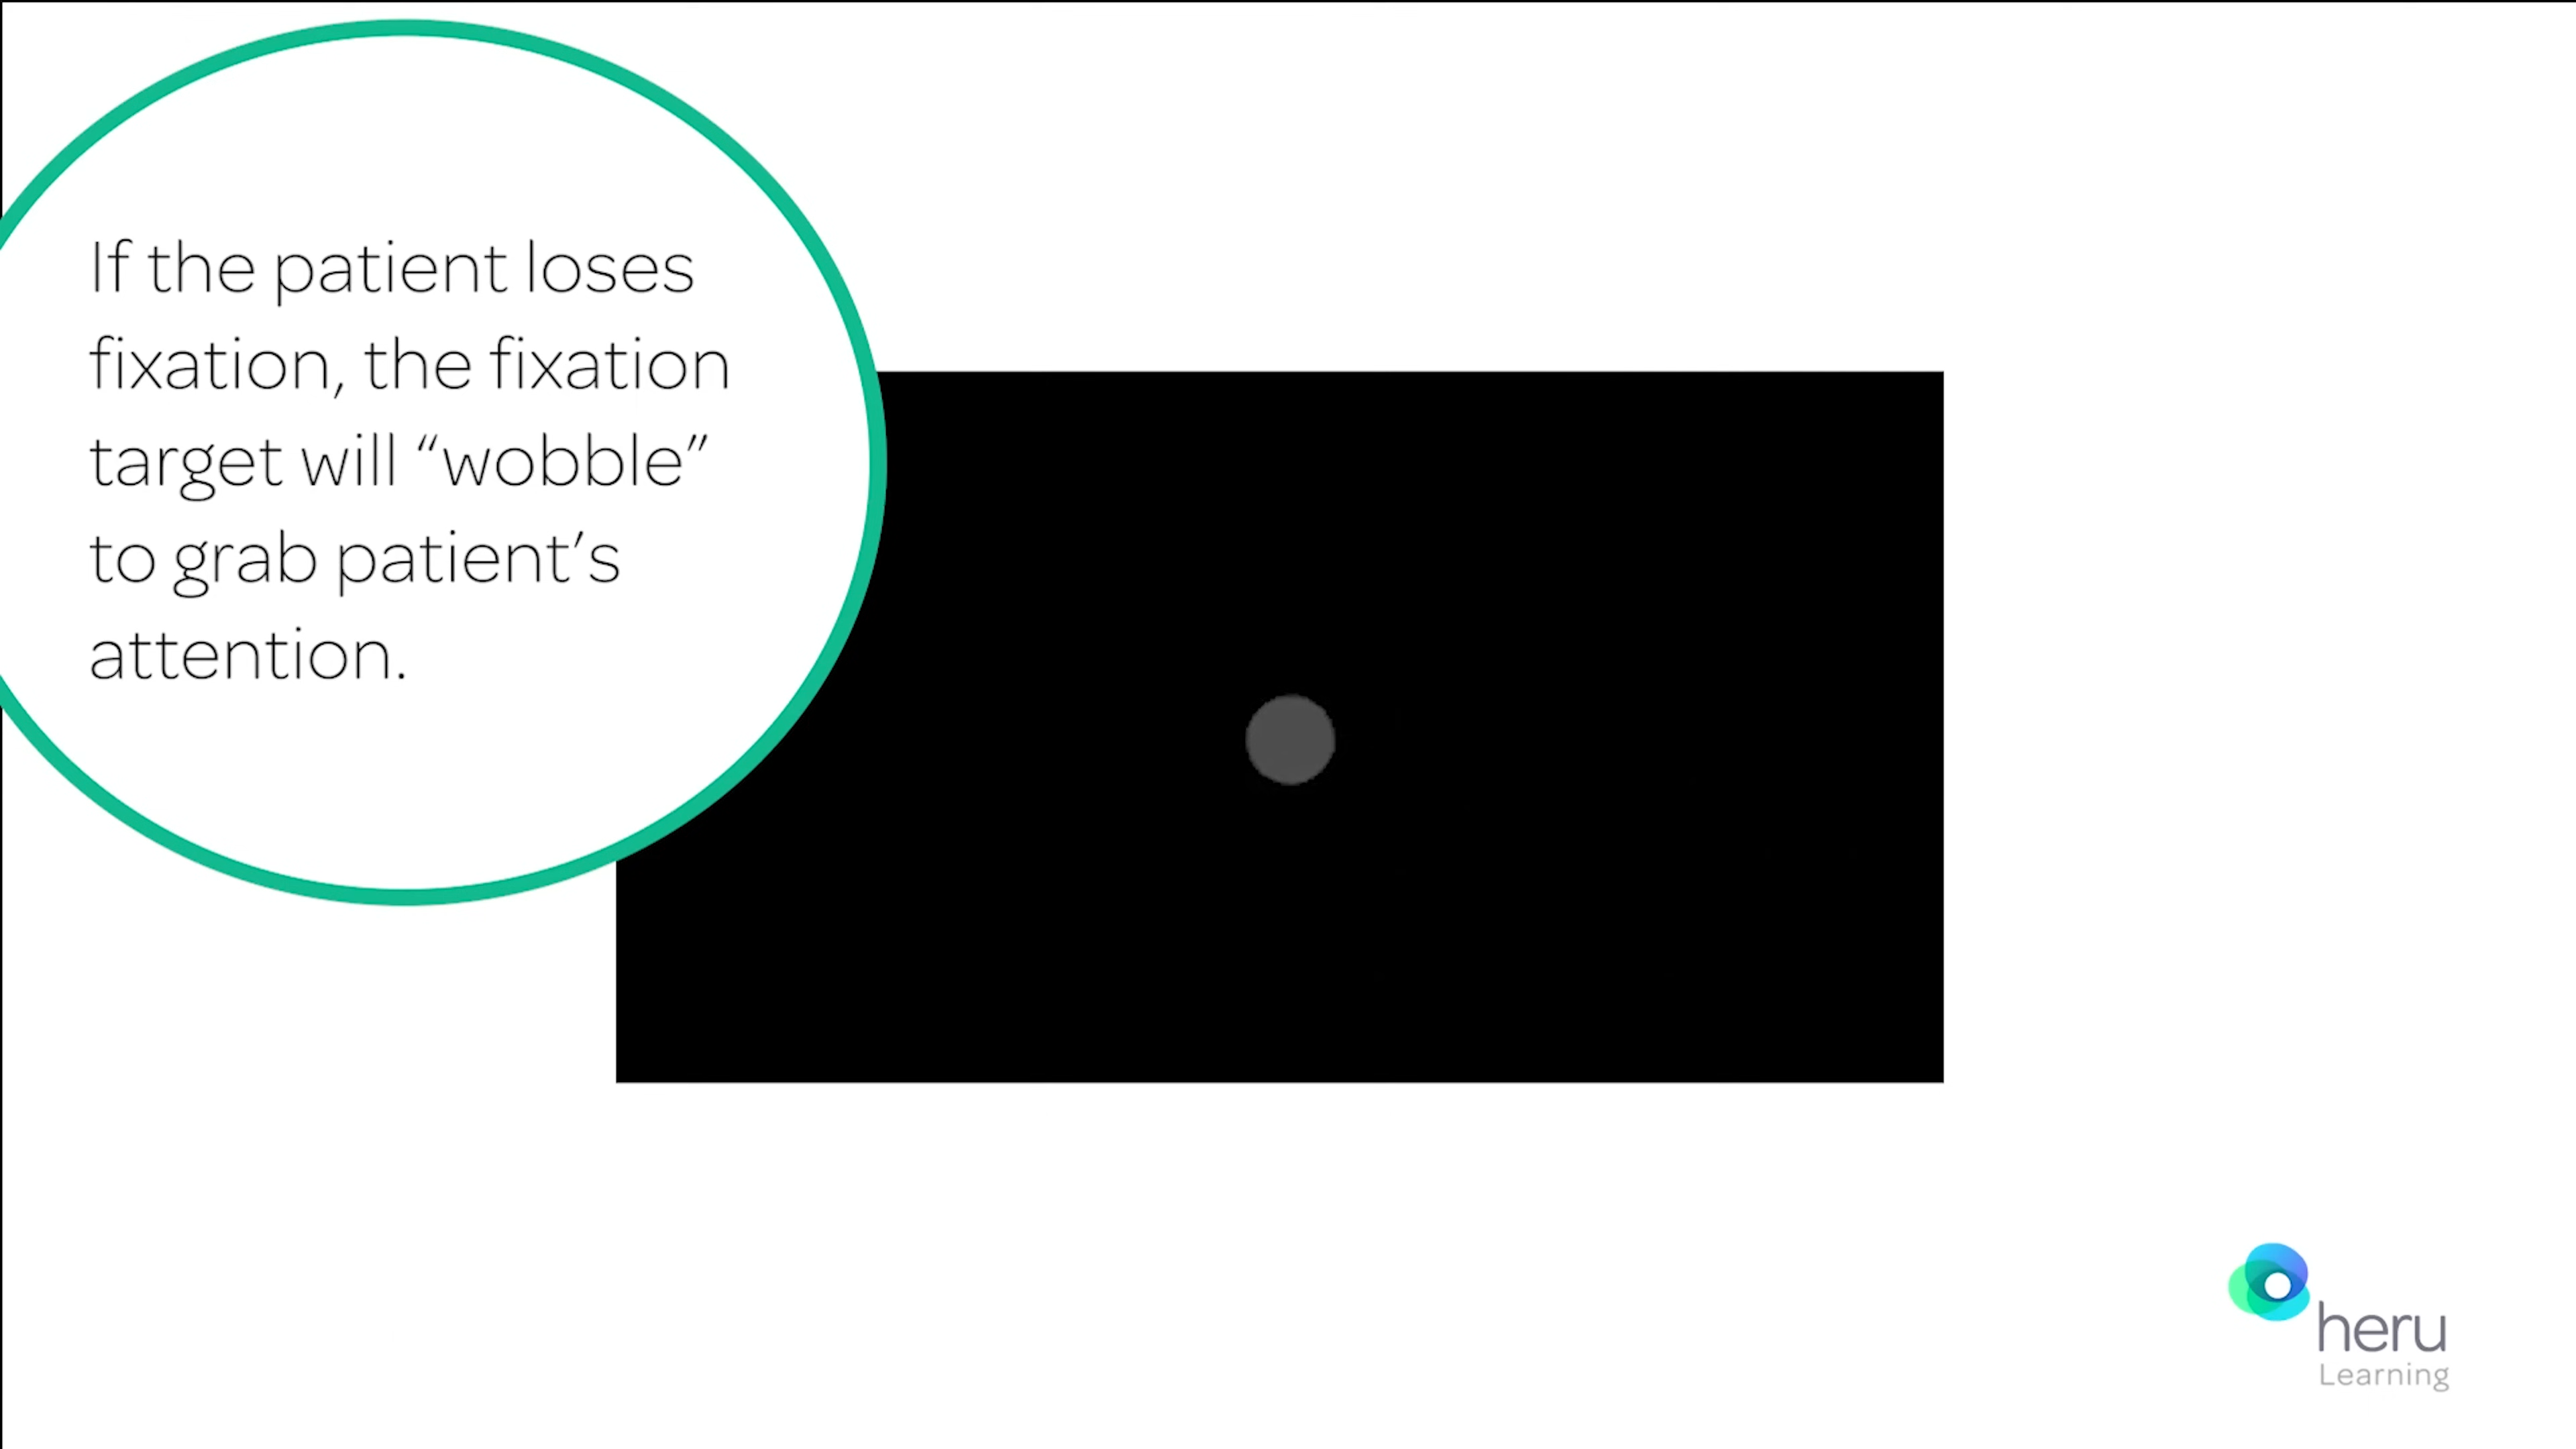 If the patient loses
fixation, the fixation
target will “wobble”
to grab patient’s
attention.
heru
Learning